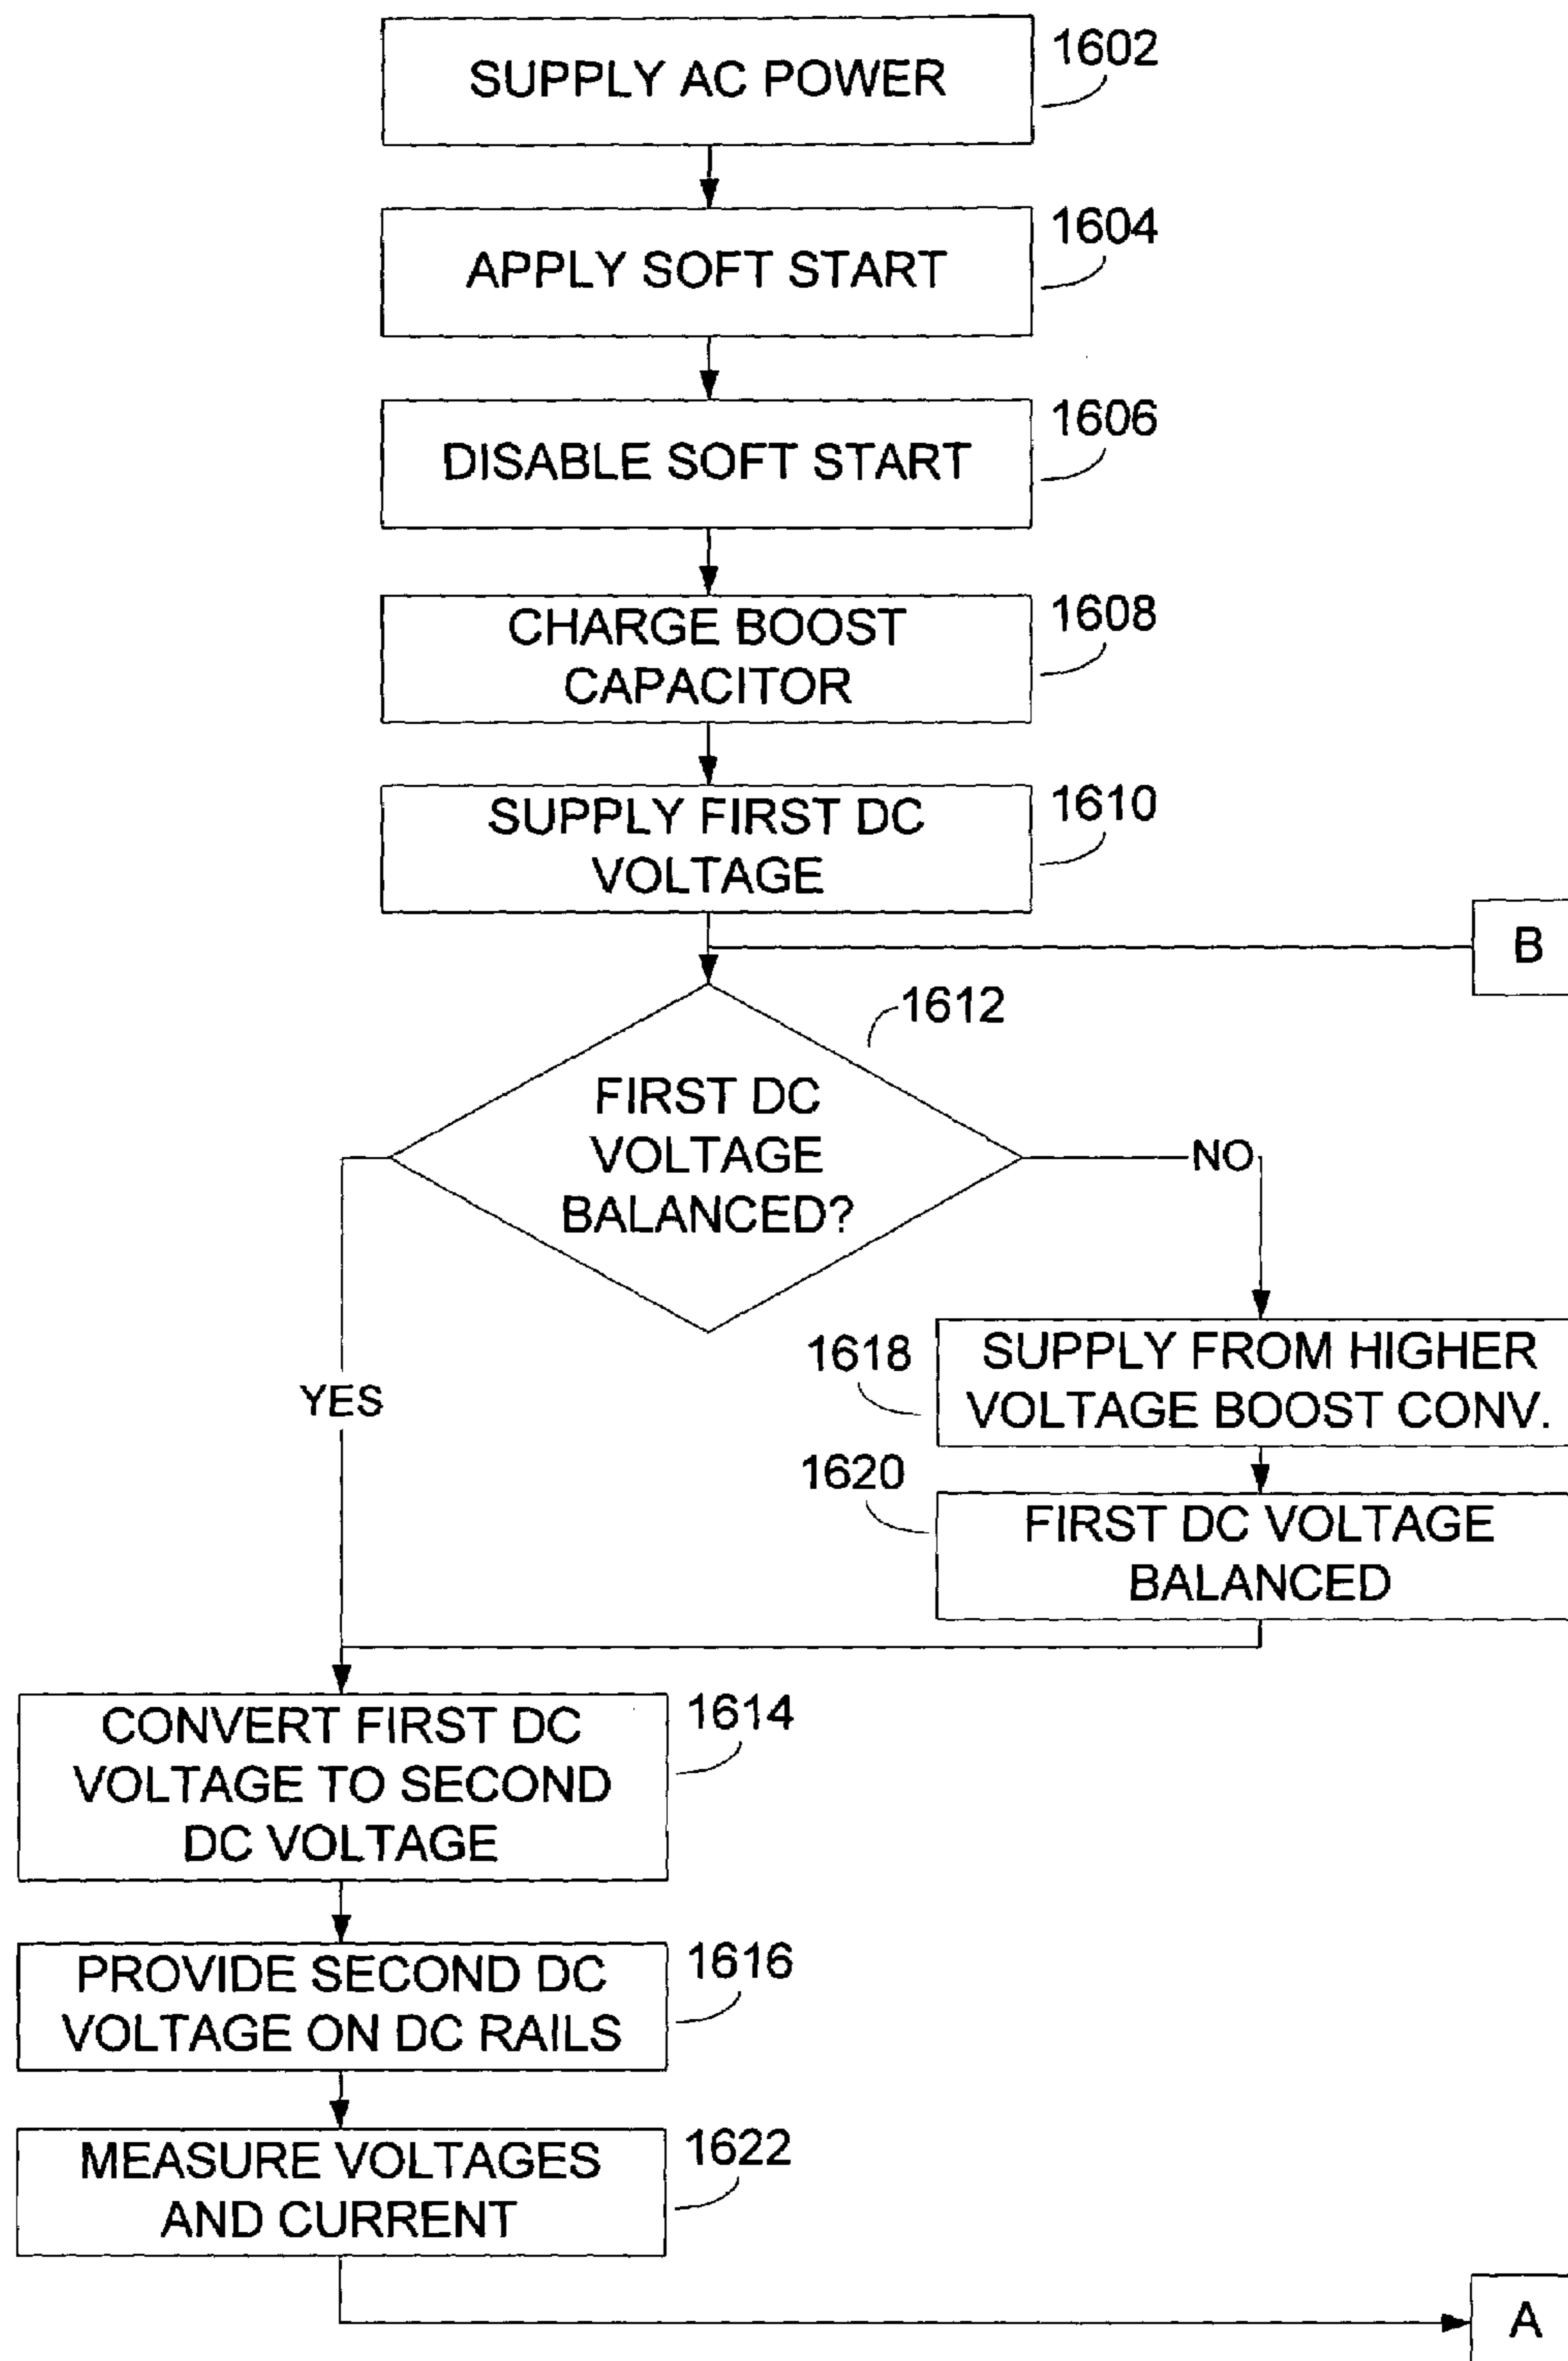 SUPPLY AC POWER
1602
APPLY SOFT START
1604
DISABLE SOFT START
1606
CHARGE BOOST
CAPACITOR
1608
SUPPLY FIRST DC
VOLTAGE
1610
B
1612
FIRST DC
VOLTAGE
BALANCED?
NO
YES
1618
SUPPLY FROM HIGHER
VOLTAGE BOOST CONV.
1620
FIRST DC VOLTAGE
BALANCED
CONVERT FIRST DC
VOLTAGE TO SECOND
DC VOLTAGE
1614
PROVIDE SECOND DC
VOLTAGE ON DC RAILS
1616
MEASURE VOLTAGES
AND CURRENT
1622
A